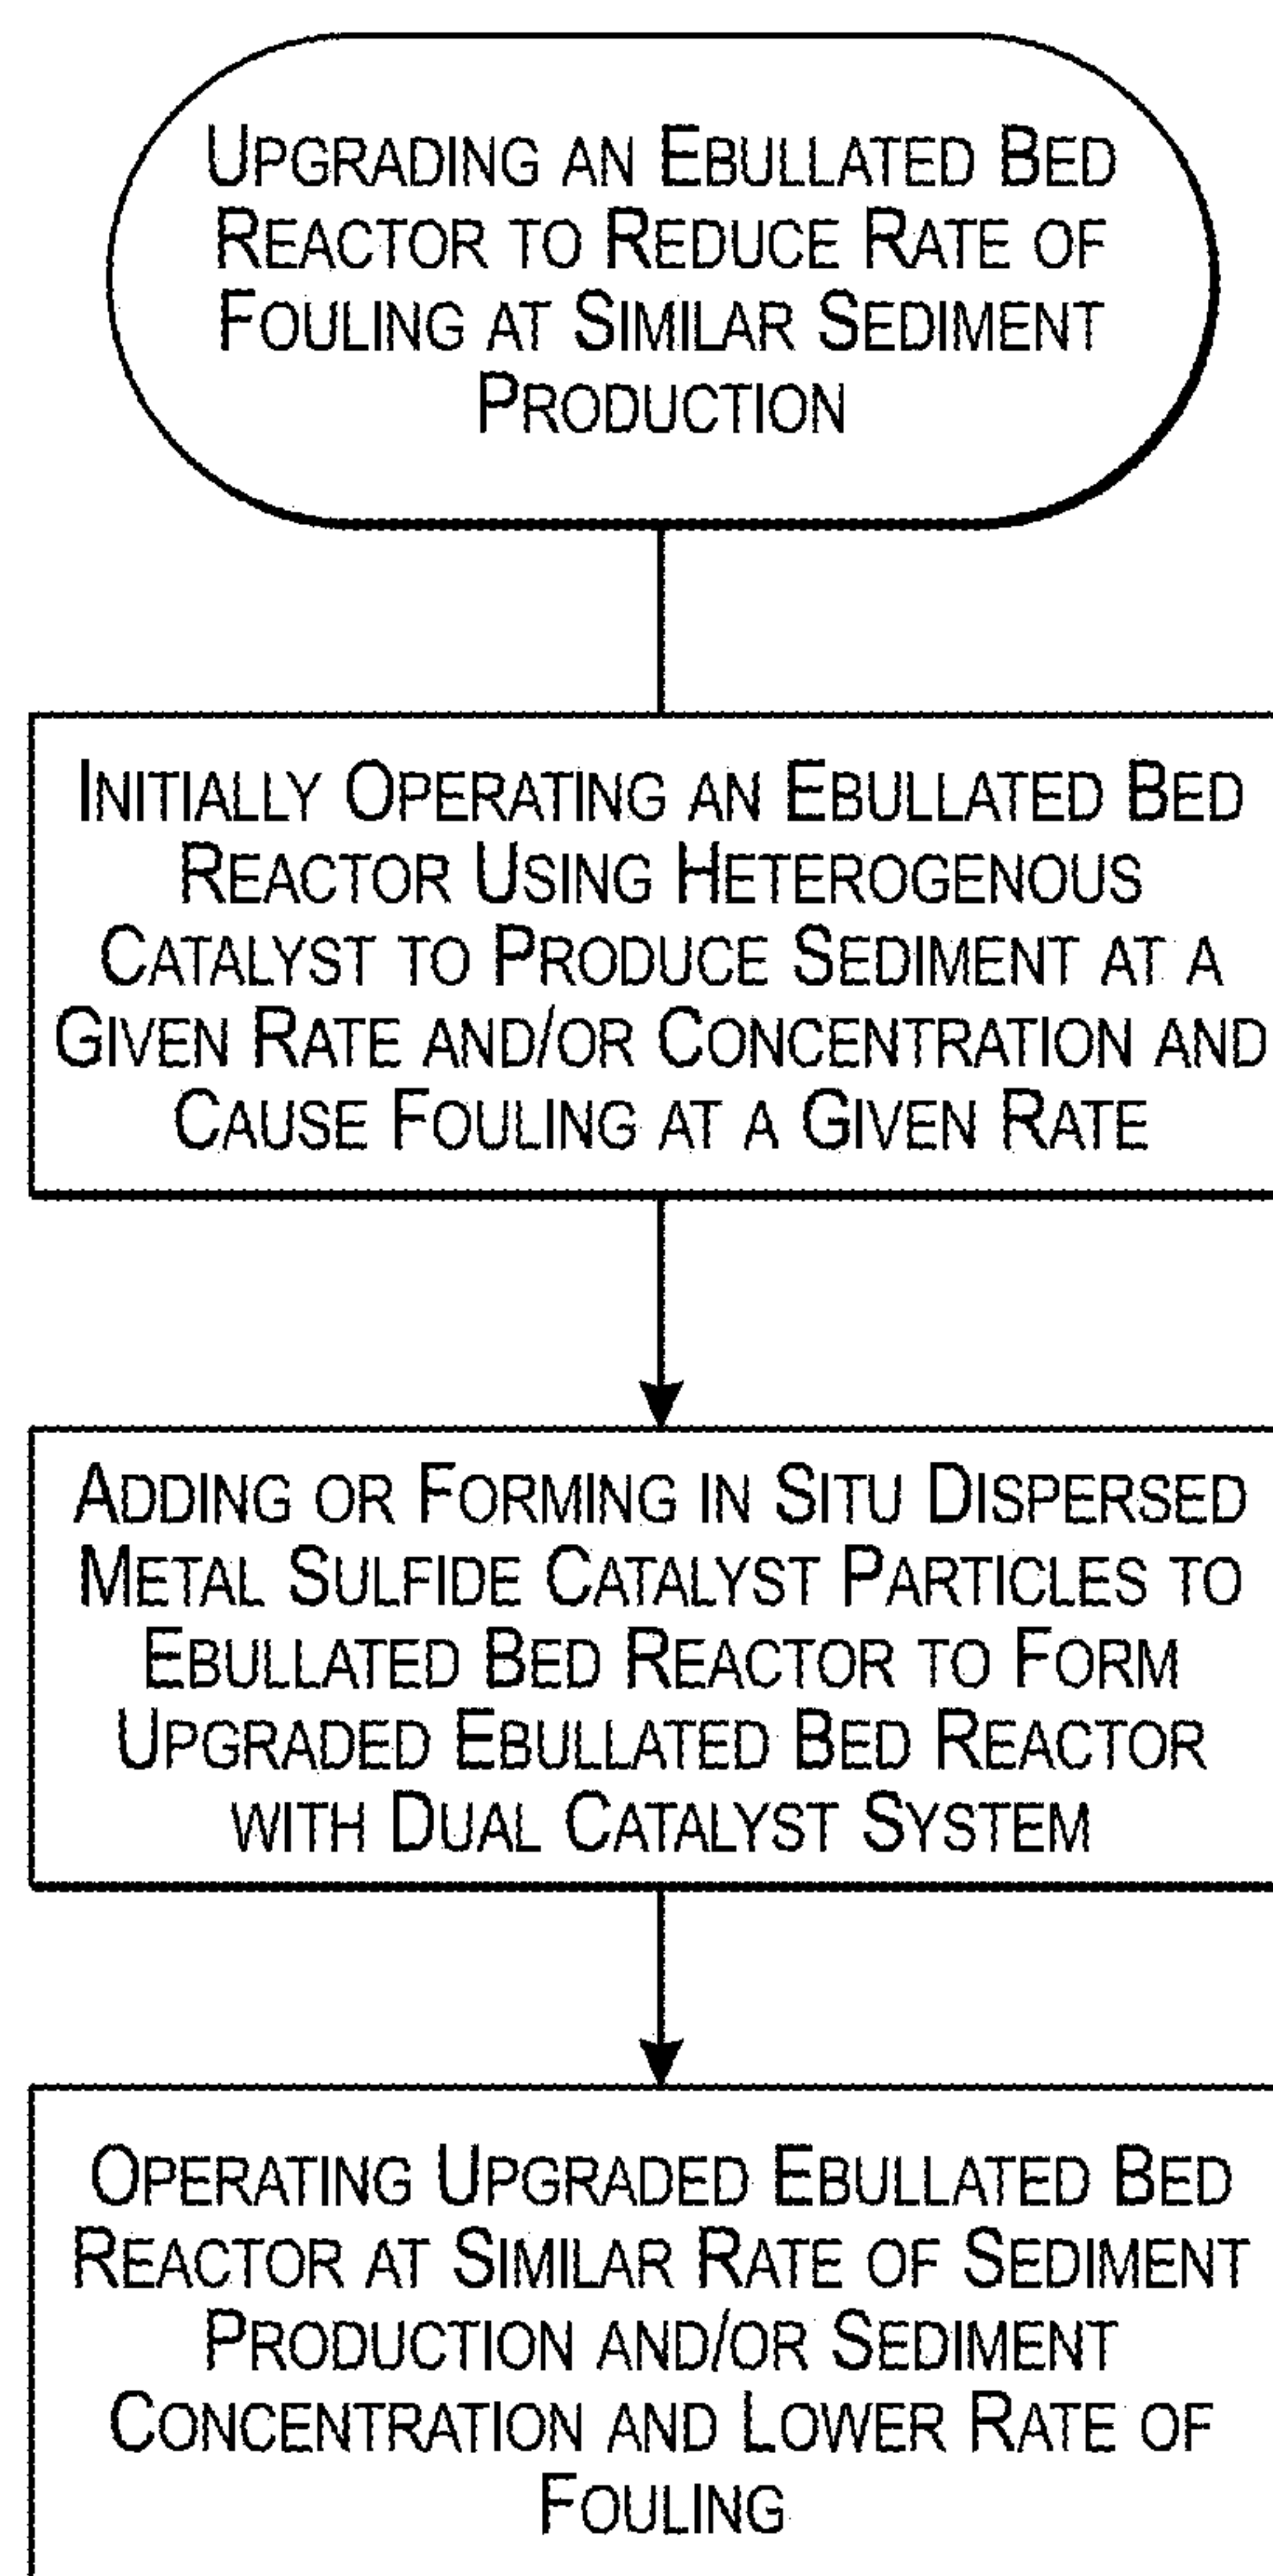 UPGRADING AN EBULLATED BED
REACTOR TO REDUCE RATE OF
FOULING AT SIMILAR SEDIMENT
PRODUCTION
INITIALLY OPERATING AN EBULLATED BED
REACTOR USING HETEROGENOUS
CATALYST TO PRODUCE SEDIMENT AT A
GIVEN RATE AND/OR CONCENTRATION AND
CAUSE FOULING AT A GIVEN RATE
ADDING OR FORMING IN SITU DISPERSED
METAL SULFIDE CATALYST PARTICLES TO
EBULLATED BED REACTOR TO FORM
UPGRADED EBULLATED BED REACTOR
WITH DUAL CATALYST SYSTEM
OPERATING UPGRADED EBULLATED BED
REACTOR AT SIMILAR RATE OF SEDIMENT
PRODUCTION AND/OR SEDIMENT
CONCENTRATION AND LOWER RATE OF
FOULING